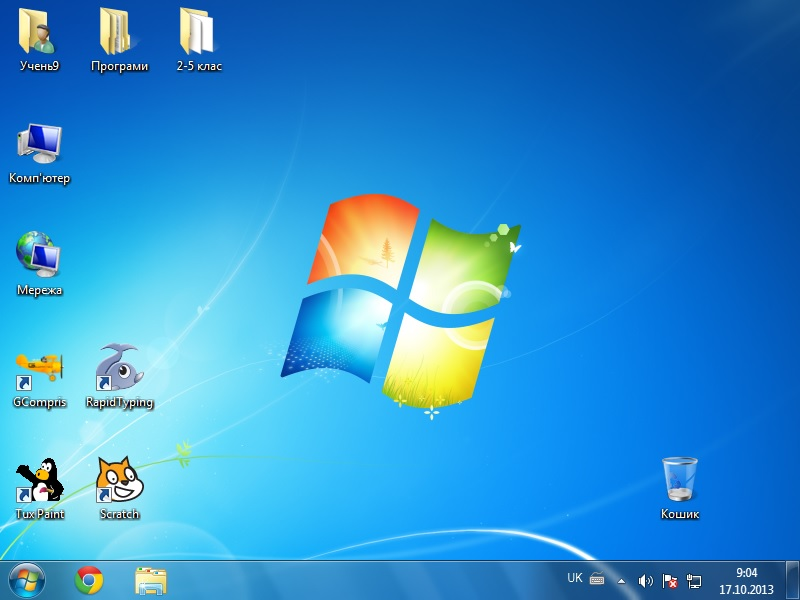 Учень9
Програми
2-5 клас
Комп'ютер
Мережа
GCompris
RapidTyping
Tux Paint
Scratch
Кошик
UK
9:04
17.10.2013